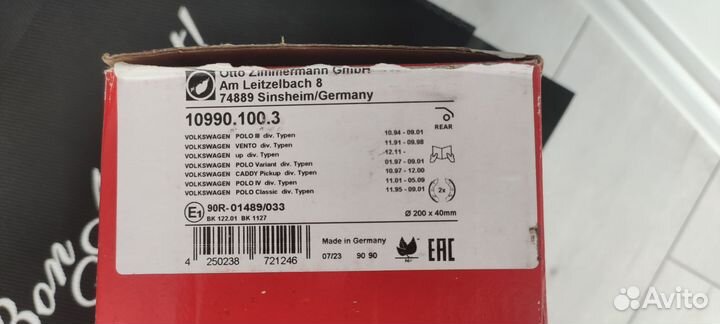 Otto Zimmermann GmbH
Am Leitzelbach 8
74889 Sinsheim/Germany
10990.100.3
REAR
VOLKSWAGEN POLO III div. Typen 10.94 - 09.01
VOLKSWAGEN VENTO div. Typen 11.91 - 09.98
VOLKSWAGEN up div. Typen 12.11 -
VOLKSWAGEN POLO Variant div. Typen 01.97 - 09.01
VOLKSWAGEN CADDY Pickup div. Typen 10.97 - 12.00
VOLKSWAGEN POLO IV div. Typen 11.01 - 05.09
VOLKSWAGEN POLO Classic div. Typen 11.95 - 09.01
2x
E1 90R-01489/033
BK 122.01 BK 1127
Ø 200 x 40mm
Made in Germany
07/23 90 90
EAC
4 250238 721246
Bon
Avito